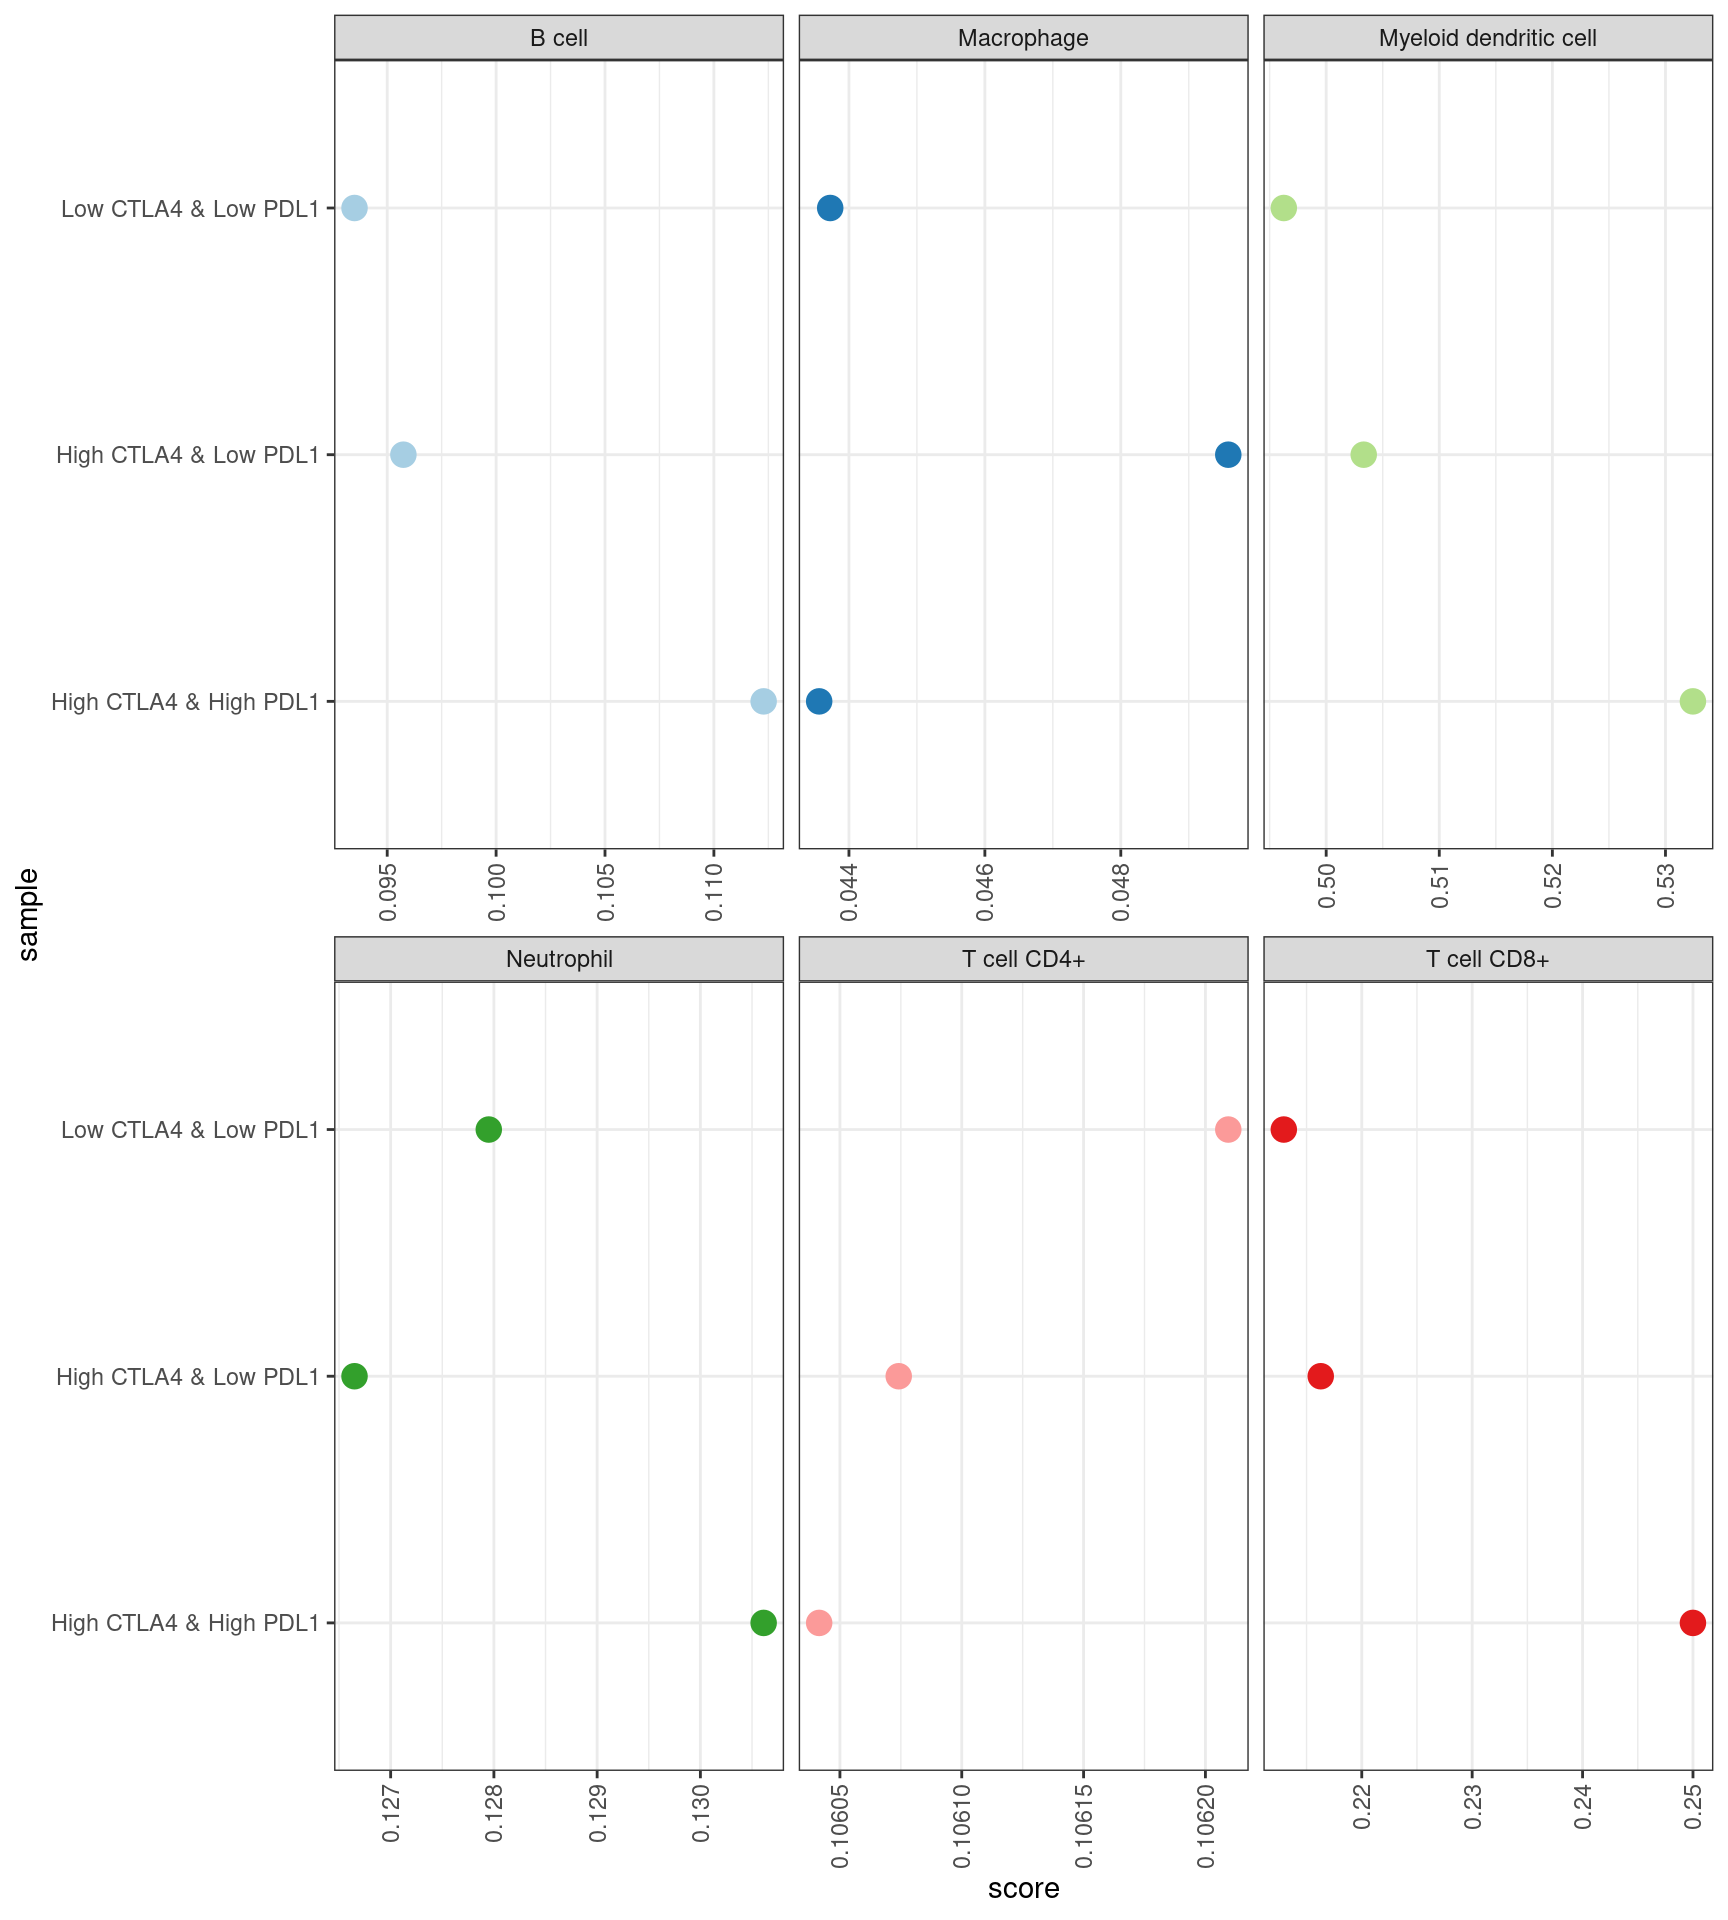 B cell
Macrophage
Myeloid dendritic cell
Low CTLA4 & Low PDL1
High CTLA4 & Low PDL1
High CTLA4 & High PDL1
0.095
0.100
0.105
0.110
0.044
0.046
0.048
0.50
0.51
0.52
0.53
sample
Neutrophil
T cell CD4+
T cell CD8+
Low CTLA4 & Low PDL1
High CTLA4 & Low PDL1
High CTLA4 & High PDL1
0.127
0.128
0.129
0.130
0.10605
0.10610
0.10615
0.10620
0.22
0.23
0.24
0.25
score